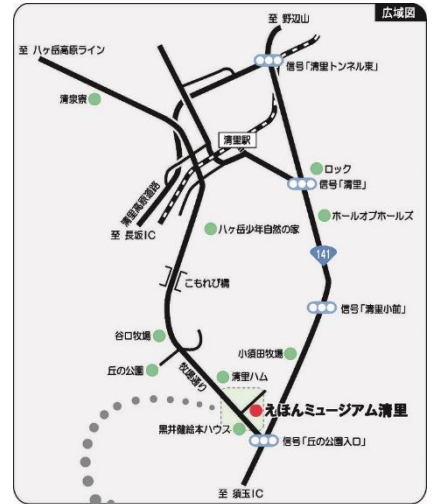 広域図
至 野辺山
至 八ヶ岳高原ライン
信号「清里トンネル東」
清泉寮
清里駅
ロック
信号「清里」
清里高原道路
ホールオブホールズ
至 長坂IC
八ヶ岳少年自然の家
141
こもれび橋
信号「清里小前」
谷口牧場
小須田牧場
丘の公園
牧場通り
清里ハム
えほんミュージアム清里
黒井健絵本ハウス
信号「丘の公園入口」
至 須玉IC